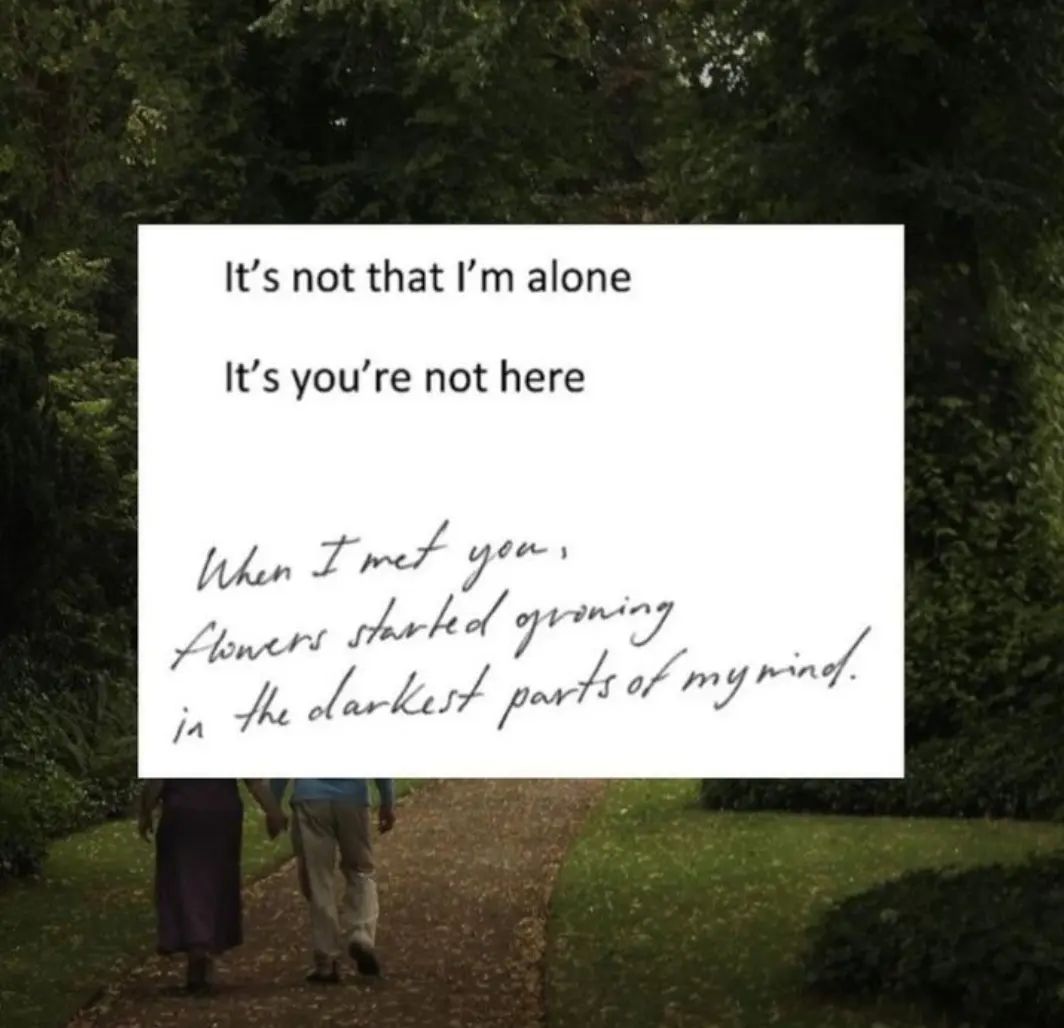 It’s not that I’m alone
It’s you’re not here
When I met you,
flowers started growing
in the darkest parts of my mind.